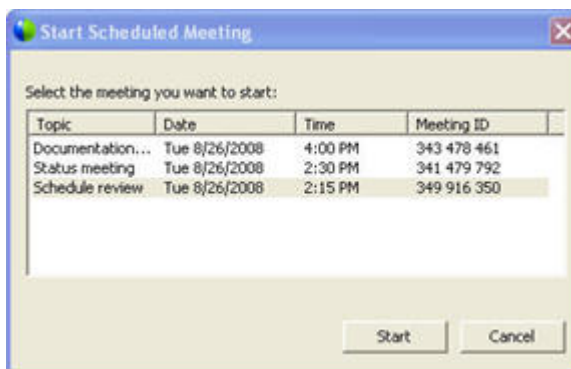 Start Scheduled Meeting
Select the meeting you want to start:
Topic Date Time Meeting ID
Documentation... Tue 8/26/2008 4:00 PM 343 478 461
Status meeting Tue 8/26/2008 2:30 PM 341 479 792
Schedule review Tue 8/26/2008 2:15 PM 349 916 350
Start Cancel